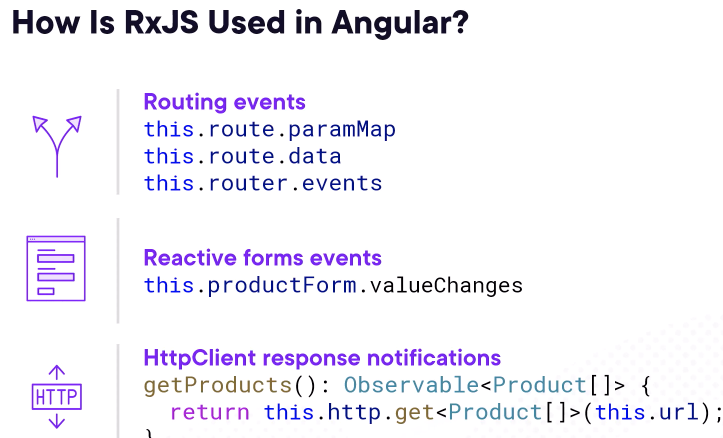 How Is RxJS Used in Angular?
Routing events
this.route.paramMap
this.route.data
this.router.events
Reactive forms events
this.productForm.valueChanges
HTTP
HttpClient response notifications
getProducts(): Observable<Product[]> {
return this.http.get<Product[]>(this.url);
}